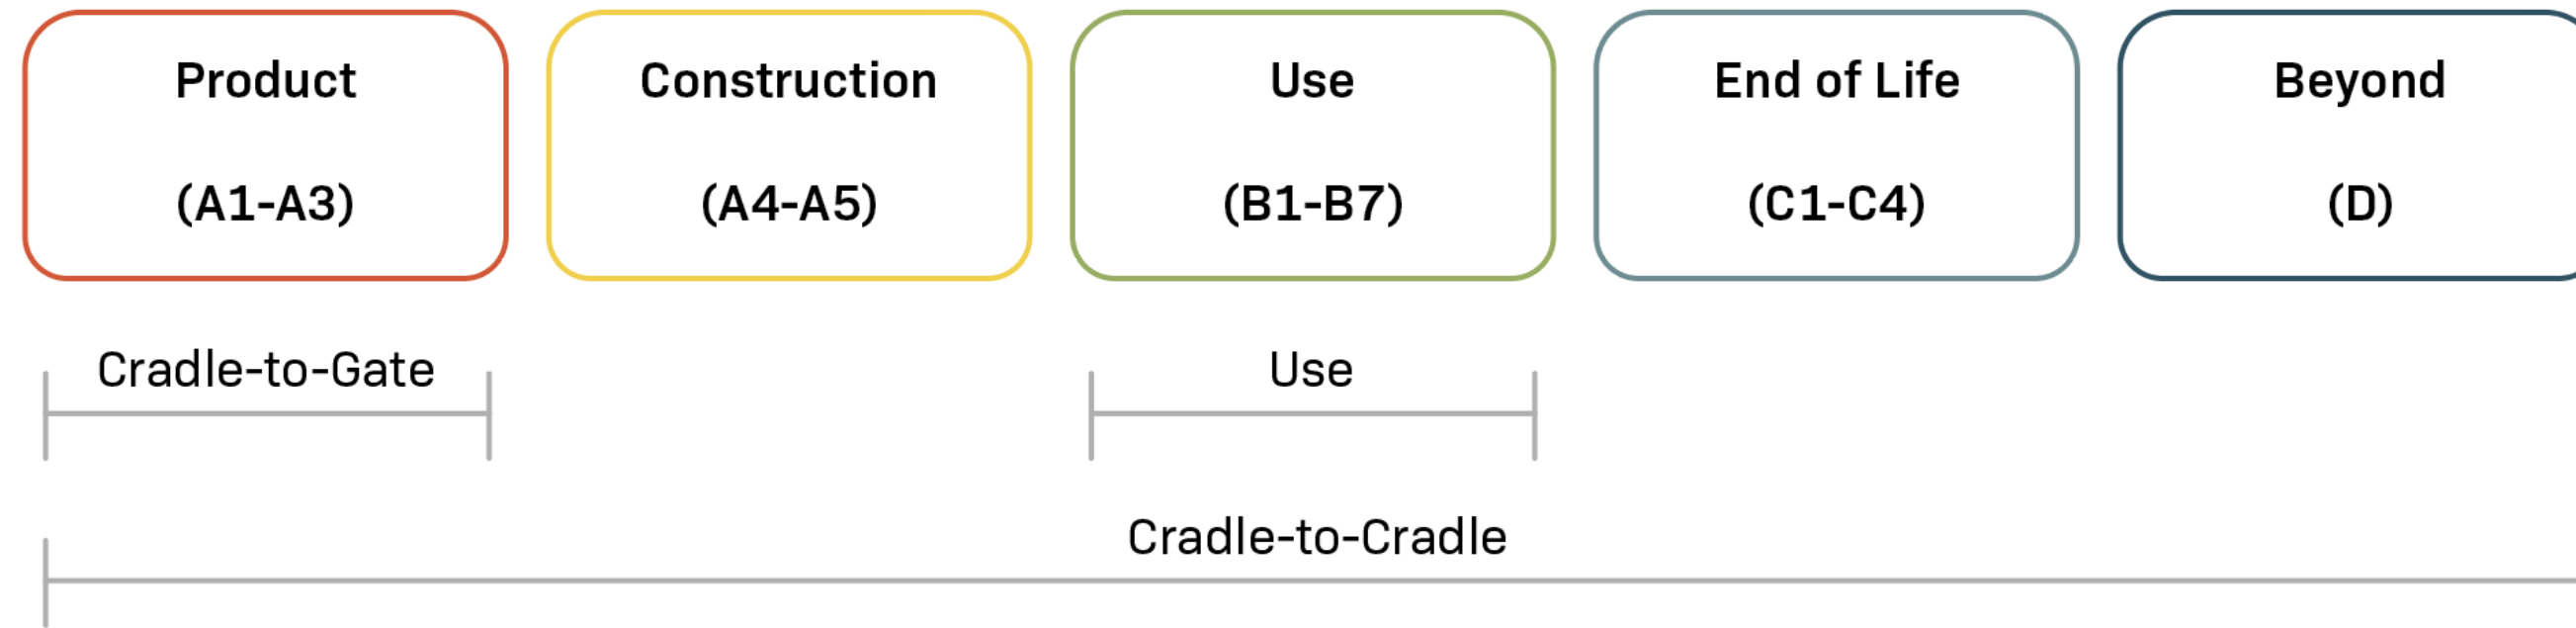 Product
(A1-A3)
Construction
(A4-A5)
Use
(B1-B7)
End of Life
(C1-C4)
Beyond
(D)
Cradle-to-Gate
Use
Cradle-to-Cradle